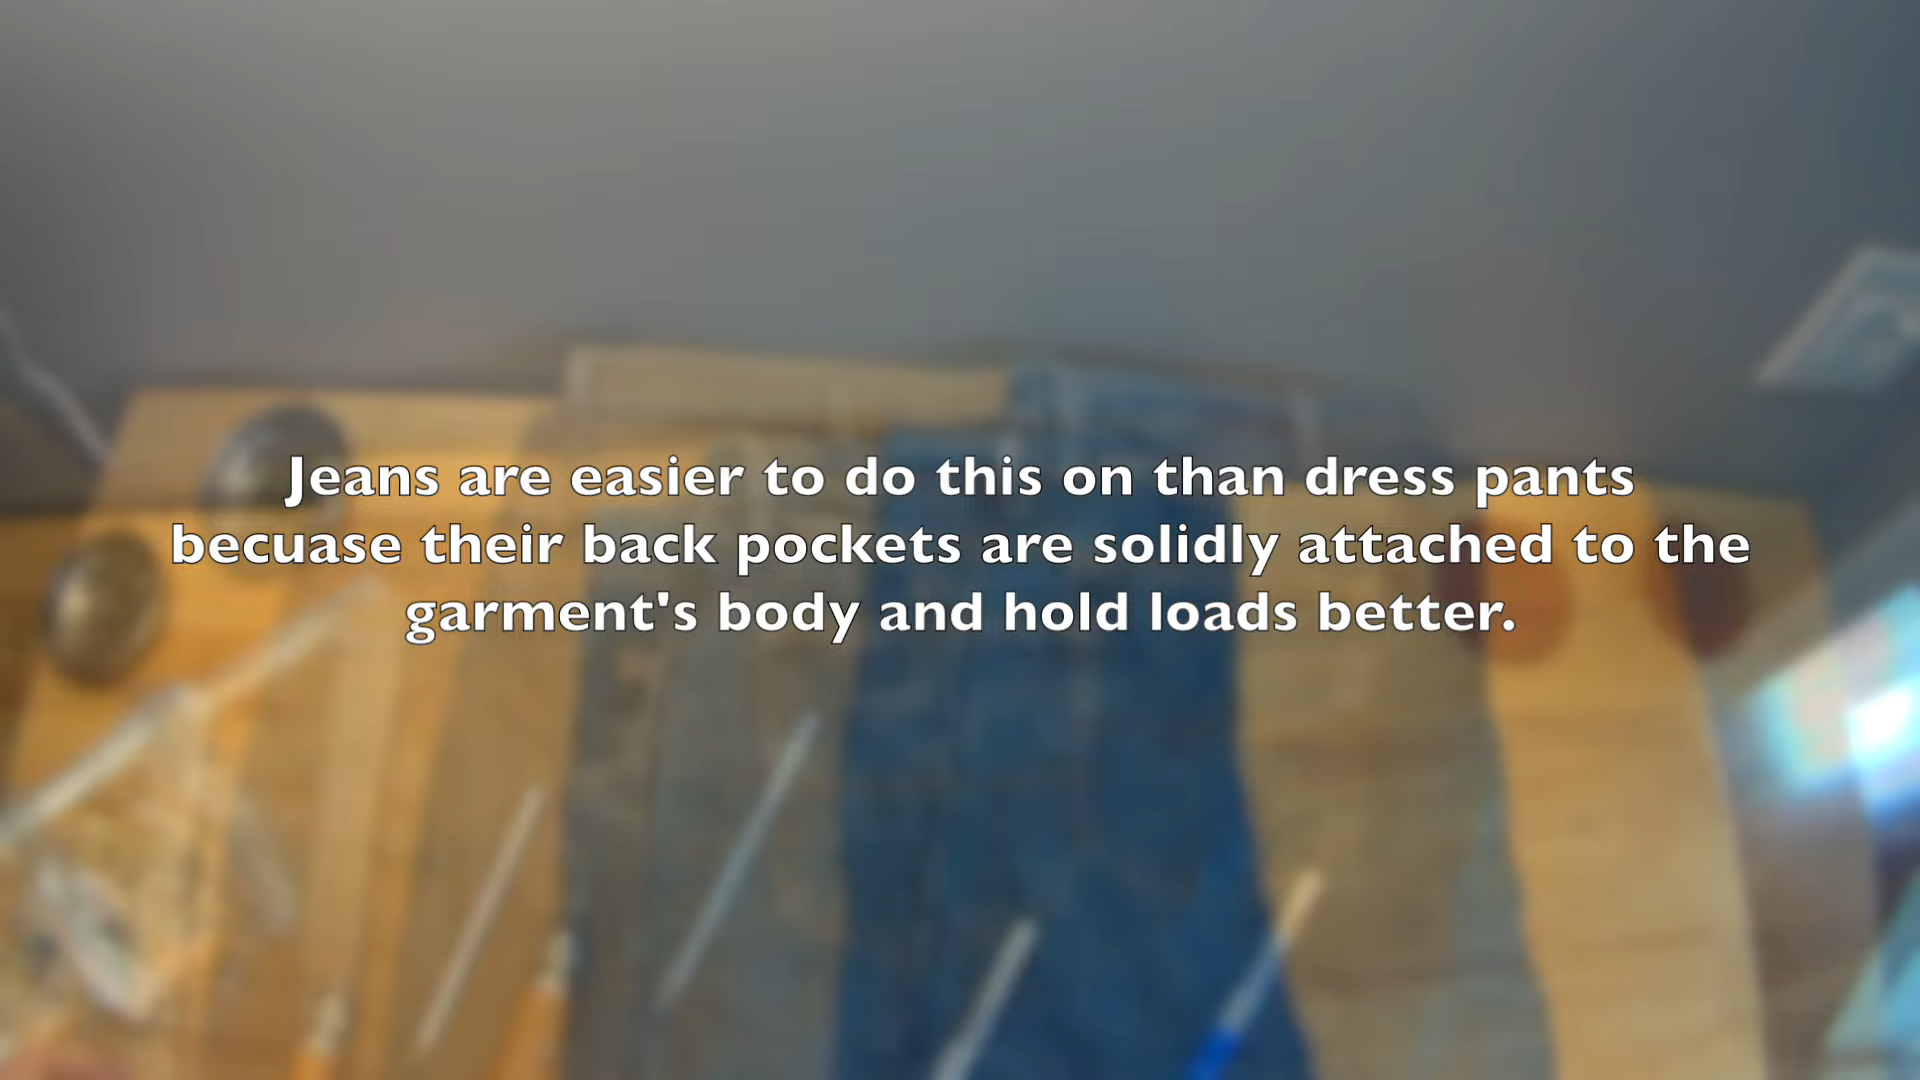 Jeans are easier to do this on than dress pants
becuase their back pockets are solidly attached to the
garment's body and hold loads better.